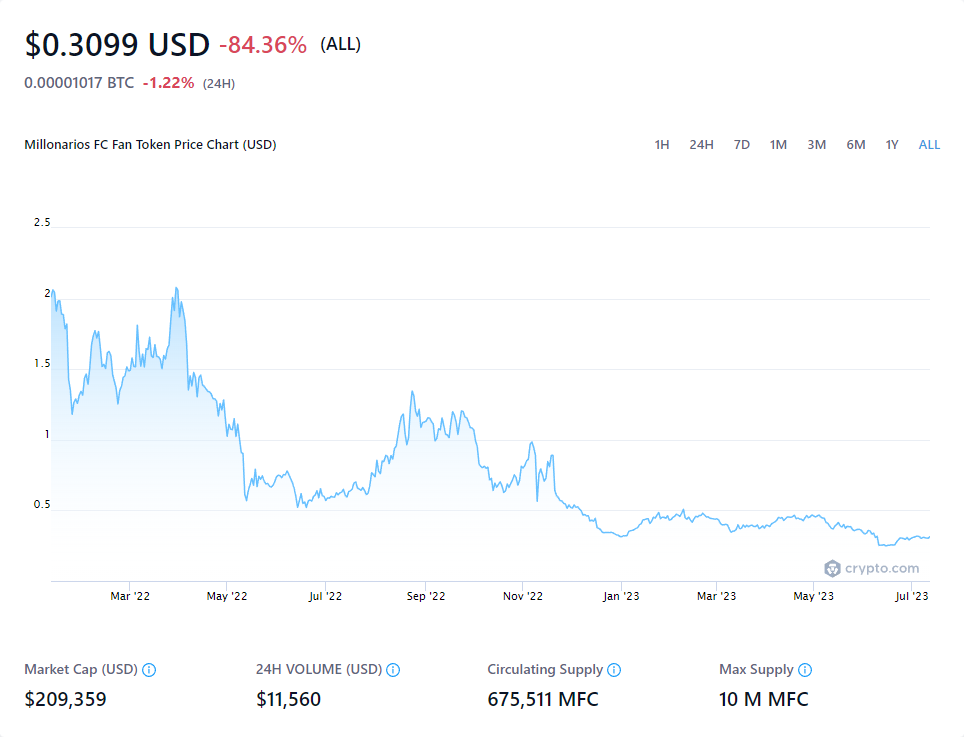 $0.3099 USD -84.36% (ALL)
0.00001017 BTC -1.22% (24H)
Millonarios FC Fan Token Price Chart (USD) 1H 24H 7D 1M 3M 6M 1Y ALL
2.5
2
1.5
1
0.5
crypto.com
Mar '22 May '22 Jul '22 Sep '22 Nov '22 Jan '23 Mar '23 May '23 Jul '23
Market Cap (USD) 24H VOLUME (USD) Circulating Supply Max Supply
$209,359 $11,560 675,511 MFC 10 M MFC